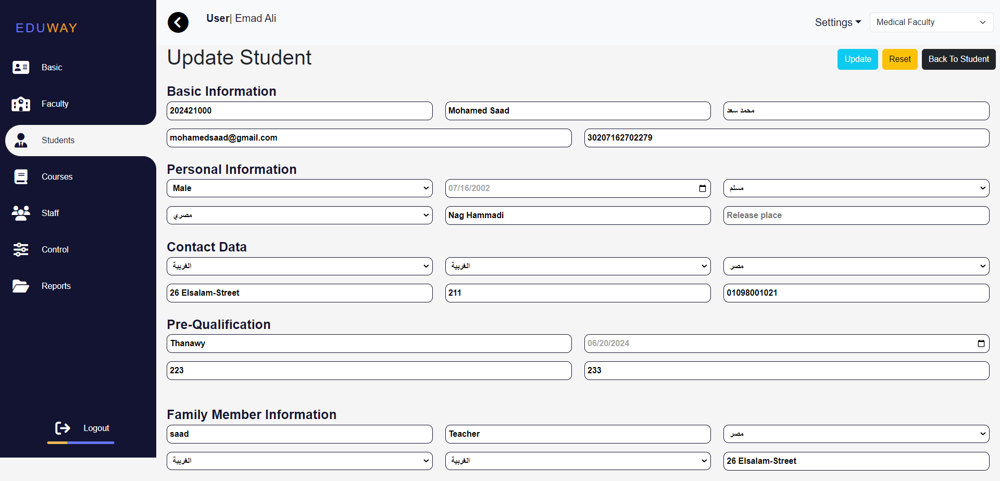 EDUWAY
User| Emad Ali
Settings
Medical Faculty
Basic
Faculty
Students
Courses
Staff
Control
Reports
Logout
Update Student
Update
Reset
Back To Student
Basic Information
202421000
Mohamed Saad
محمد سعد
mohamedsaad@gmail.com
30207162702279
Personal Information
Male
07/16/2002
مسلم
مصري
Nag Hammadi
Release place
Contact Data
الغربية
الغربية
مصر
26 Elsalam-Street
211
01098001021
Pre-Qualification
Thanawy
06/20/2024
223
233
Family Member Information
saad
Teacher
مصر
الغربية
الغربية
26 Elsalam-Street